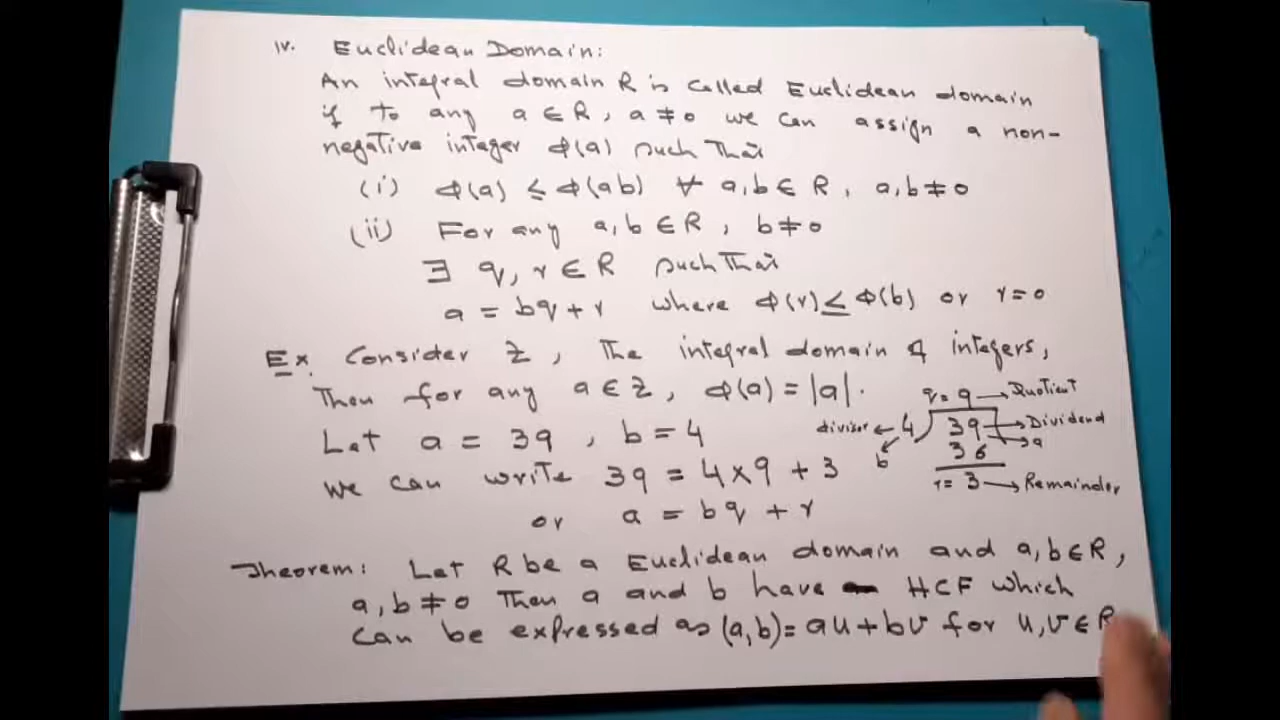 iv. Euclidean Domain:
An integral domain R is called Euclidean domain
if to any a ∈ R, a ≠ 0 we can assign a non-
negative integer ϕ(a) such that
(i) ϕ(a) ≤ ϕ(ab) ∀ a,b ∈ R, a,b ≠ 0
(ii) For any a,b ∈ R, b ≠ 0
∃ q, r ∈ R such that
a = bq + r where ϕ(r) ≤ ϕ(b) or r = 0
Ex. Consider Z, The integral domain of integers,
Then for any a ∈ Z, ϕ(a) = |a|.
q = 9 → Quotient
divisor ← 4 ) 39 → Dividend
b
a
36
r = 3 → Remainder
Let a = 39, b = 4
We can write 39 = 4 × 9 + 3
or a = bq + r
Theorem: Let R be a Euclidean domain and a,b ∈ R,
a,b ≠ 0 Then a and b have HCF which
can be expressed as (a,b) = au + bv for u,v ∈ R